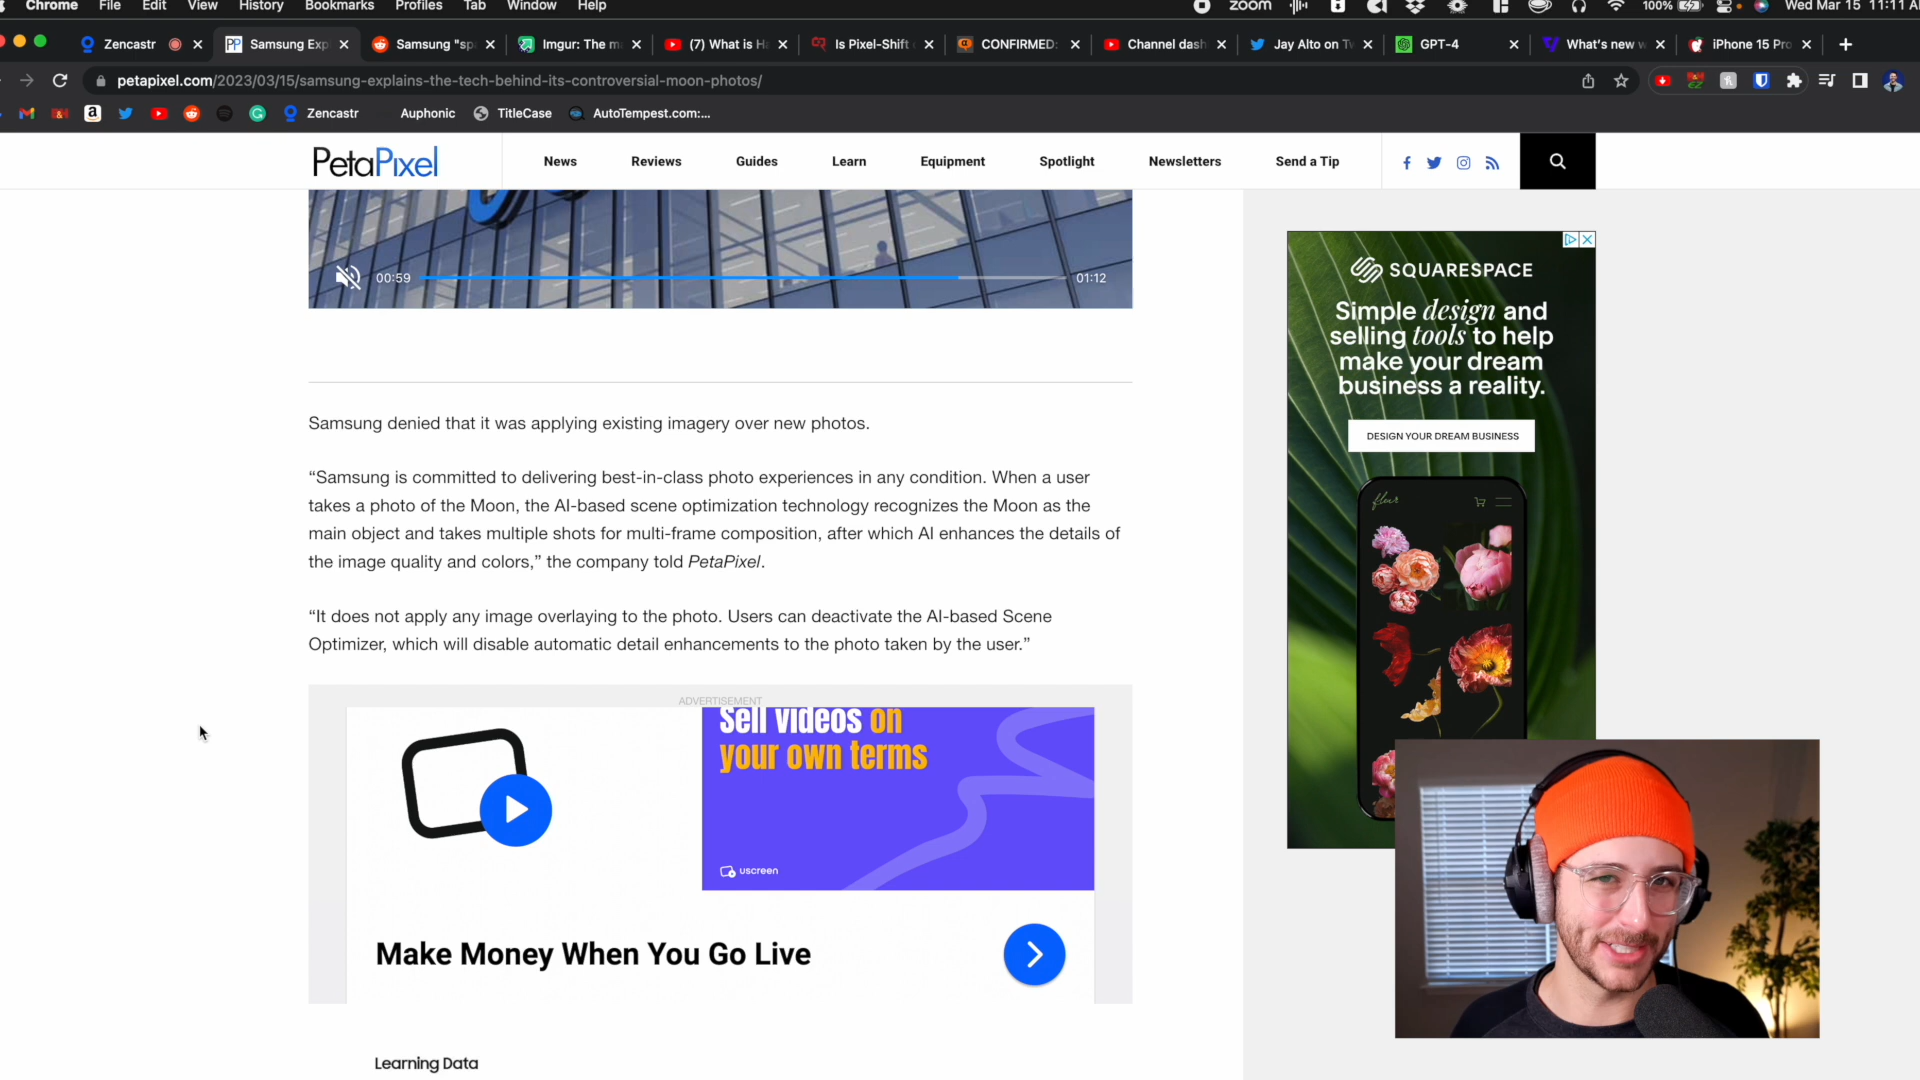 Chrome File Edit View History Bookmarks Profiles Tab Window Help zoom 100% Wed Mar 15 11:11
Zencastr Samsung Exp Samsung "sp Imgur: The m (7) What is H Is Pixel-Shift CONFIRMED: Channel dash Jay Alto on Tw GPT-4 What's new iPhone 15 Pro
petapixel.com/2023/03/15/samsung-explains-the-tech-behind-its-controversial-moon-photos/
Zencastr Auphonic TitleCase AutoTempest.com:...
PetaPixel News Reviews Guides Learn Equipment Spotlight Newsletters Send a Tip
00:59 01:12
Samsung denied that it was applying existing imagery over new photos.
“Samsung is committed to delivering best-in-class photo experiences in any condition. When a user
takes a photo of the Moon, the AI-based scene optimization technology recognizes the Moon as the
main object and takes multiple shots for multi-frame composition, after which AI enhances the details of
the image quality and colors,” the company told PetaPixel.
“It does not apply any image overlaying to the photo. Users can deactivate the AI-based Scene
Optimizer, which will disable automatic detail enhancements to the photo taken by the user.”
ADVERTISEMENT
Sell videos on
your own terms
uscreen
Make Money When You Go Live
Learning Data
SQUARESPACE
Simple design and
selling tools to help
make your dream
business a reality.
DESIGN YOUR DREAM BUSINESS
fleur